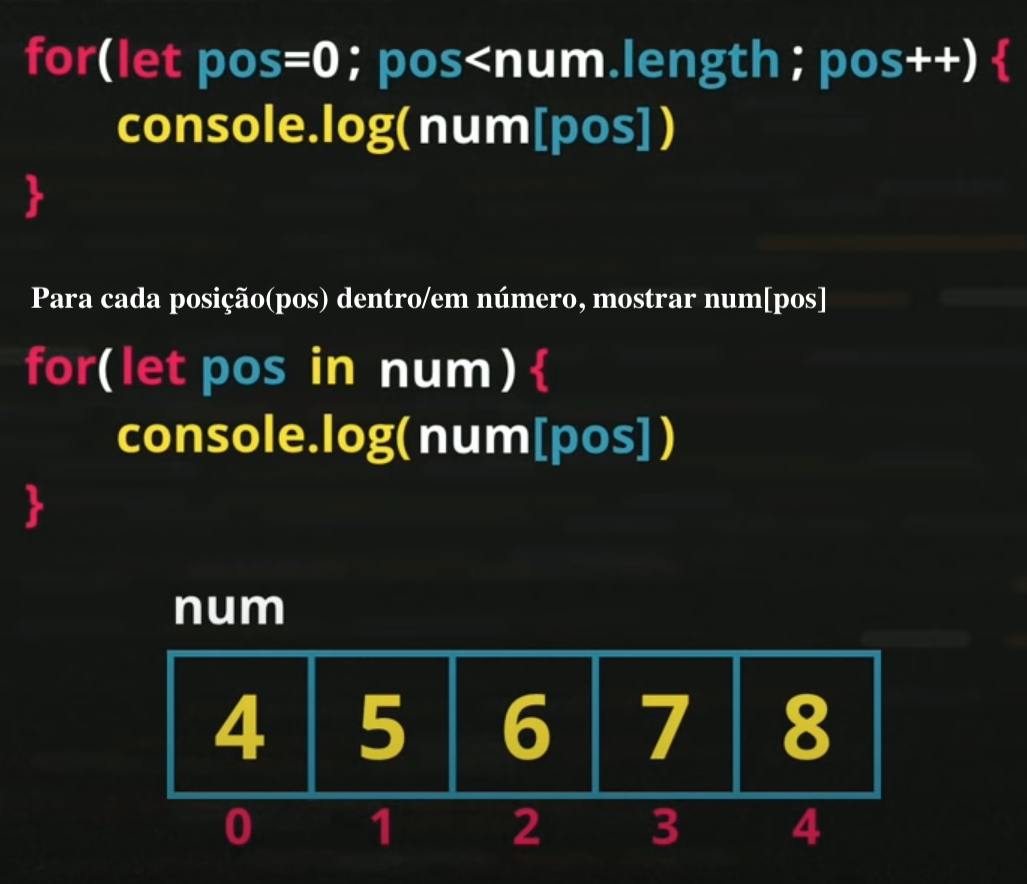 for(let pos=0; pos<num.length; pos++) {
console.log(num[pos])
}
Para cada posição(pos) dentro/em número, mostrar num[pos]
for(let pos in num) {
console.log(num[pos])
}
num
4 5 6 7 8
0 1 2 3 4